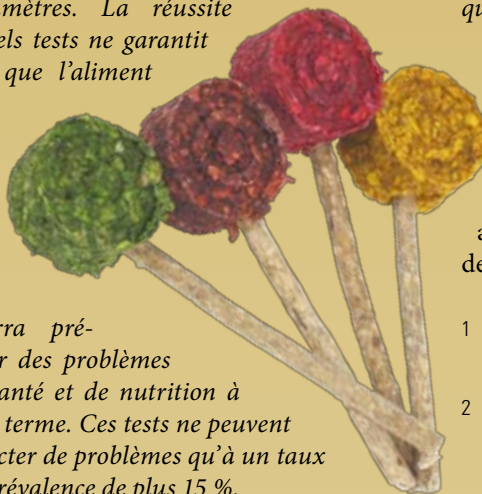 mètres. La réussite
els tests ne garantit
que l'aliment
rra pré-
r des problèmes
anté et de nutrition à
terme. Ces tests ne peuvent
cter de problèmes qu'à un taux
révalence de plus 15 %.
qu
a
de
1
2